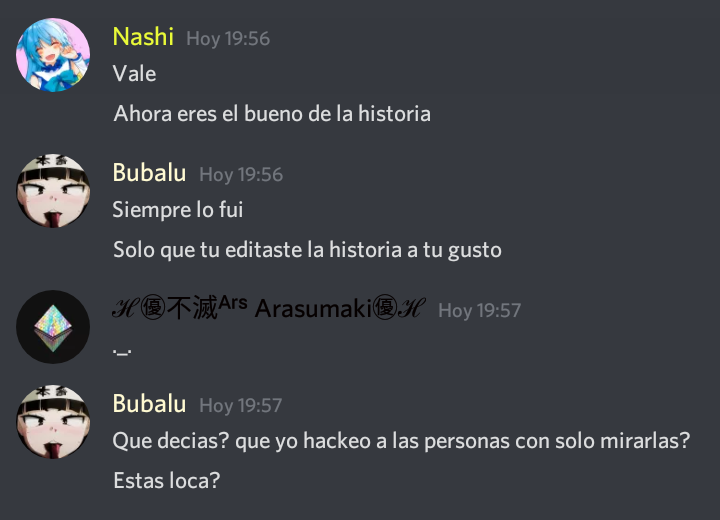 Nashi Hoy 19:56
Vale
Ahora eres el bueno de la historia
Bubalu Hoy 19:56
Siempre lo fui
Solo que tu editaste la historia a tu gusto
ℋ㊝不滅ᴬʳˢ Arasumaki㊝ℋ Hoy 19:57
._.
Bubalu Hoy 19:57
Que decias? que yo hackeo a las personas con solo mirarlas?
Estas loca?